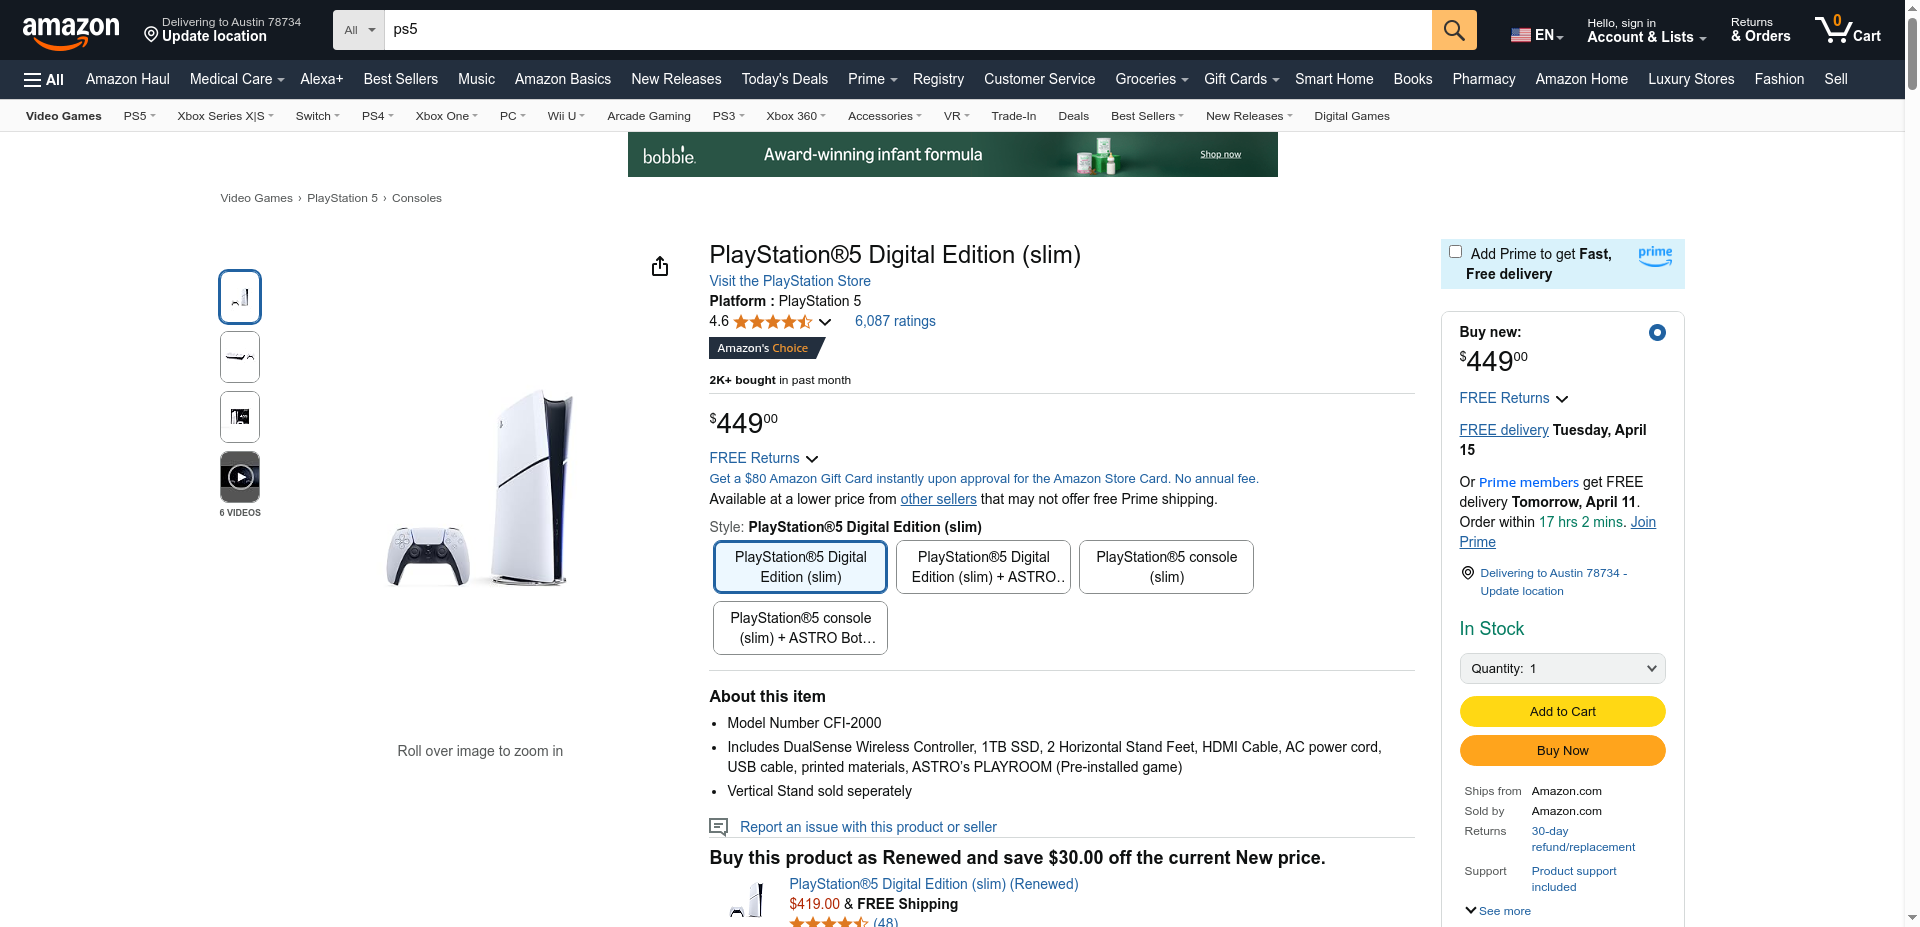 amazon
Delivering to Austin 78734
Update location
All
ps5
EN
Hello, sign in
Account & Lists
Returns
& Orders
0
Cart
All
Amazon Haul
Medical Care
Alexa+
Best Sellers
Music
Amazon Basics
New Releases
Today's Deals
Prime
Registry
Customer Service
Groceries
Gift Cards
Smart Home
Books
Pharmacy
Amazon Home
Luxury Stores
Fashion
Sell
Video Games
PS5
Xbox Series X|S
Switch
PS4
Xbox One
PC
Wii U
Arcade Gaming
PS3
Xbox 360
Accessories
VR
Trade-In
Deals
Best Sellers
New Releases
Digital Games
bobbie.
Award-winning infant formula
Shop now
Video Games › PlayStation 5 › Consoles
6 VIDEOS
Roll over image to zoom in
PlayStation®5 Digital Edition (slim)
Visit the PlayStation Store
Platform : PlayStation 5
4.6
6,087 ratings
Amazon's Choice
2K+ bought in past month
$44900
FREE Returns
Get a $80 Amazon Gift Card instantly upon approval for the Amazon Store Card. No annual fee.
Available at a lower price from other sellers that may not offer free Prime shipping.
Style: PlayStation®5 Digital Edition (slim)
PlayStation®5 Digital
Edition (slim)
PlayStation®5 Digital
Edition (slim) + ASTRO..
PlayStation®5 console
(slim)
PlayStation®5 console
(slim) + ASTRO Bot…
About this item
• Model Number CFI-2000
• Includes DualSense Wireless Controller, 1TB SSD, 2 Horizontal Stand Feet, HDMI Cable, AC power cord,
USB cable, printed materials, ASTRO's PLAYROOM (Pre-installed game)
• Vertical Stand sold seperately
Report an issue with this product or seller
Buy this product as Renewed and save $30.00 off the current New price.
PlayStation®5 Digital Edition (slim) (Renewed)
$419.00 & FREE Shipping
(48)
Add Prime to get Fast,
Free delivery
prime
Buy new:
$44900
FREE Returns
FREE delivery Tuesday, April
15
Or Prime members get FREE
delivery Tomorrow, April 11.
Order within 17 hrs 2 mins. Join
Prime
Delivering to Austin 78734 -
Update location
In Stock
Quantity: 1
Add to Cart
Buy Now
Ships from Amazon.com
Sold by Amazon.com
Returns 30-day
refund/replacement
Support Product support
included
See more